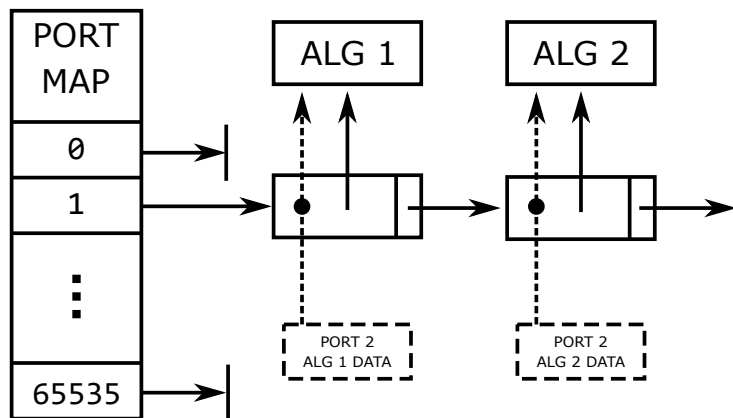 PORT
MAP
0
1
65535
ALG 1
ALG 2
PORT 2
ALG 1 DATA
PORT 2
ALG 2 DATA